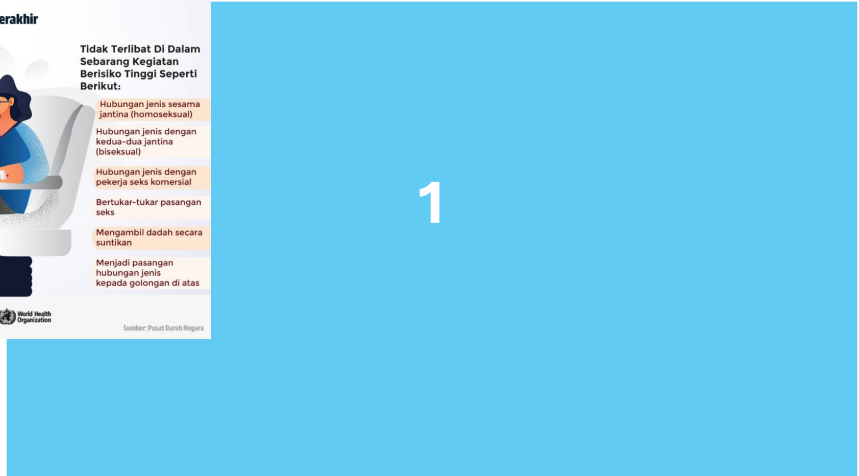 erakhir
Tidak Terlibat Di Dalam
Sebarang Kegiatan
Berisiko Tinggi Seperti
Berikut:
Hubungan jenis sesama
jantina (homoseksual)
Hubungan jenis dengan
kedua-dua jantina
(biseksual)
Hubungan jenis dengan
pekerja seks komersial
Bertukar-tukar pasangan
seks
Mengambil dadah secara
suntikan
Menjadi pasangan
hubungan jenis
kepada golongan di atas
World Health
Organization
Sumber: Pusat Darah Negara
1